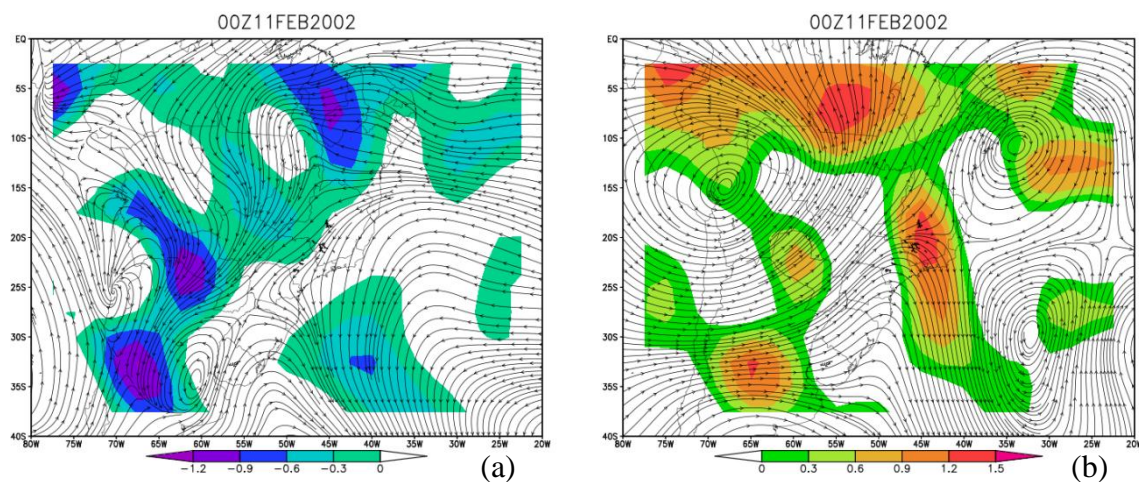 00Z11FEB2002
EQ
5S
10S
15S
20S
25S
30S
35S
40S
80W 75W 70W 65W 60W 55W 50W 45W 40W 35W 30W 25W 20W
-1.2 -0.9 -0.6 -0.3 0
(a)
00Z11FEB2002
EQ
5S
10S
15S
20S
25S
30S
35S
40S
80W 75W 70W 65W 60W 55W 50W 45W 40W 35W 30W 25W 20W
0 0.3 0.6 0.9 1.2 1.5
(b)